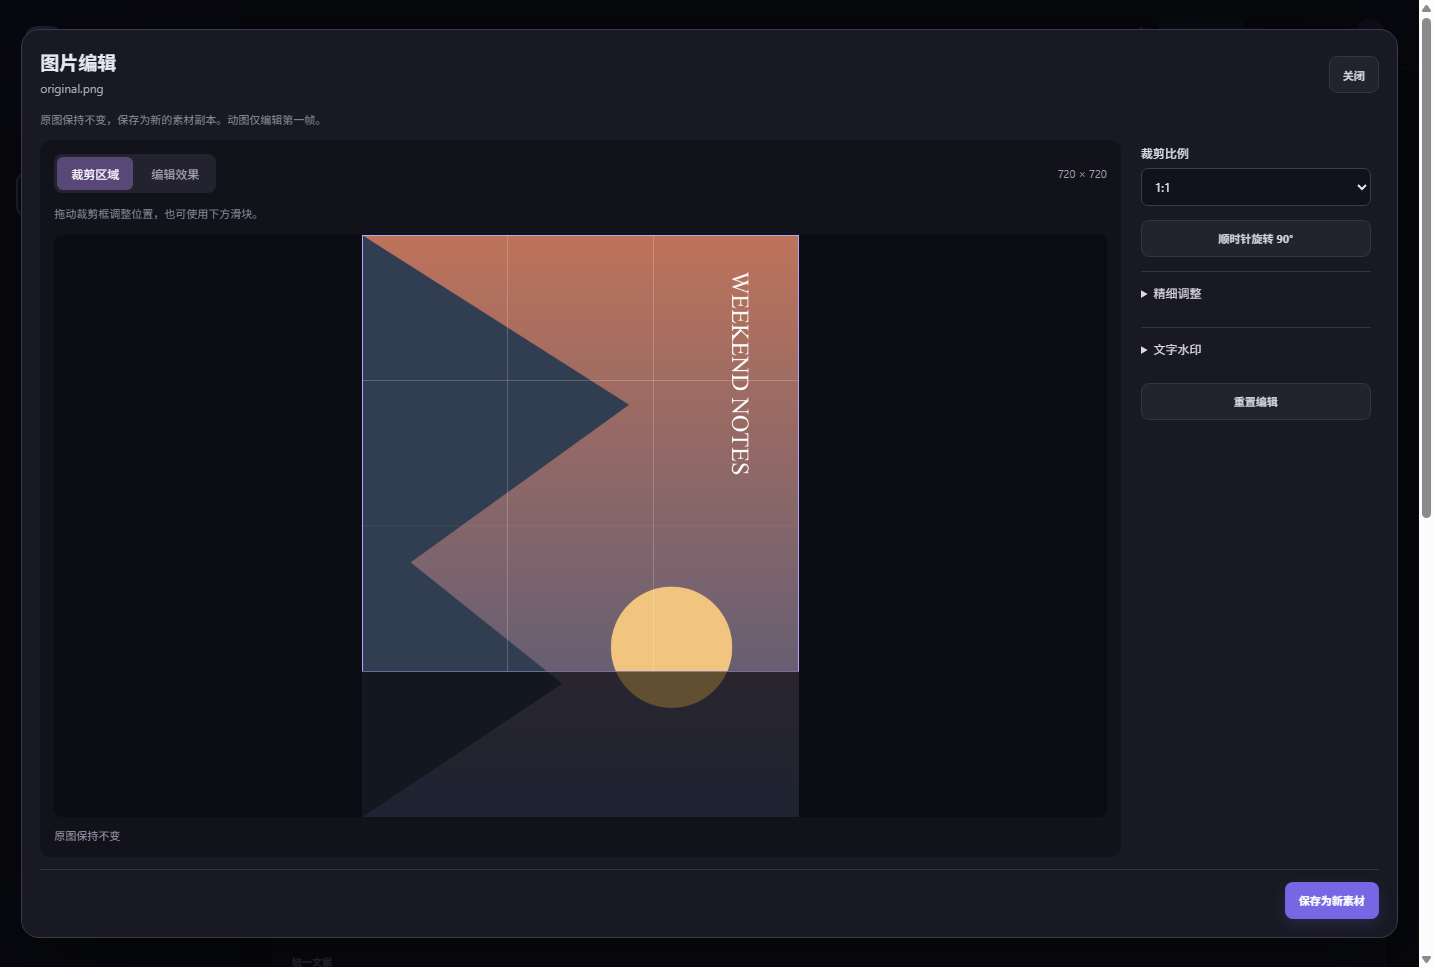 图片编辑
original.png
关闭
原图保持不变，保存为新的素材副本。动图仅编辑第一帧。
裁剪区域
编辑效果
720 × 720
拖动裁剪框调整位置，也可使用下方滑块。
WEEKEND NOTES
原图保持不变
裁剪比例
1:1
顺时针旋转 90°
精细调整
文字水印
重置编辑
保存为新素材
统一文案